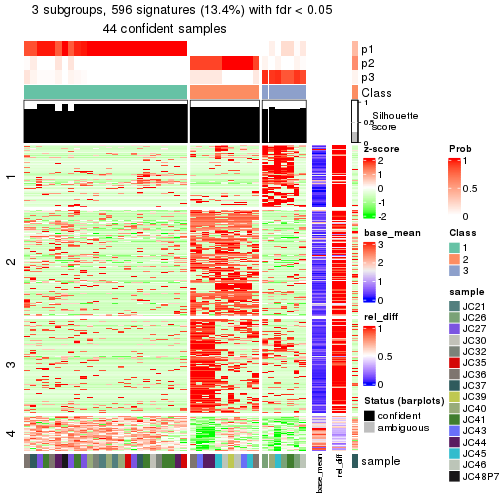 3 subgroups, 596 signatures (13.4%) with fdr < 0.05
44 confident samples
p1
p2
p3
Class
1
0.5
0
Silhouette
score
1
2
3
4
z-score
2
1
0
-1
-2
base_mean
3
2
1
0
rel_diff
1
0.5
0
Status (barplots)
confident
ambiguous
Prob
1
0.5
0
Class
1
2
3
sample
JC21
JC26
JC27
JC30
JC32
JC35
JC36
JC37
JC39
JC40
JC41
JC43
JC44
JC45
JC46
JC48P7
base_mean
rel_diff
sample